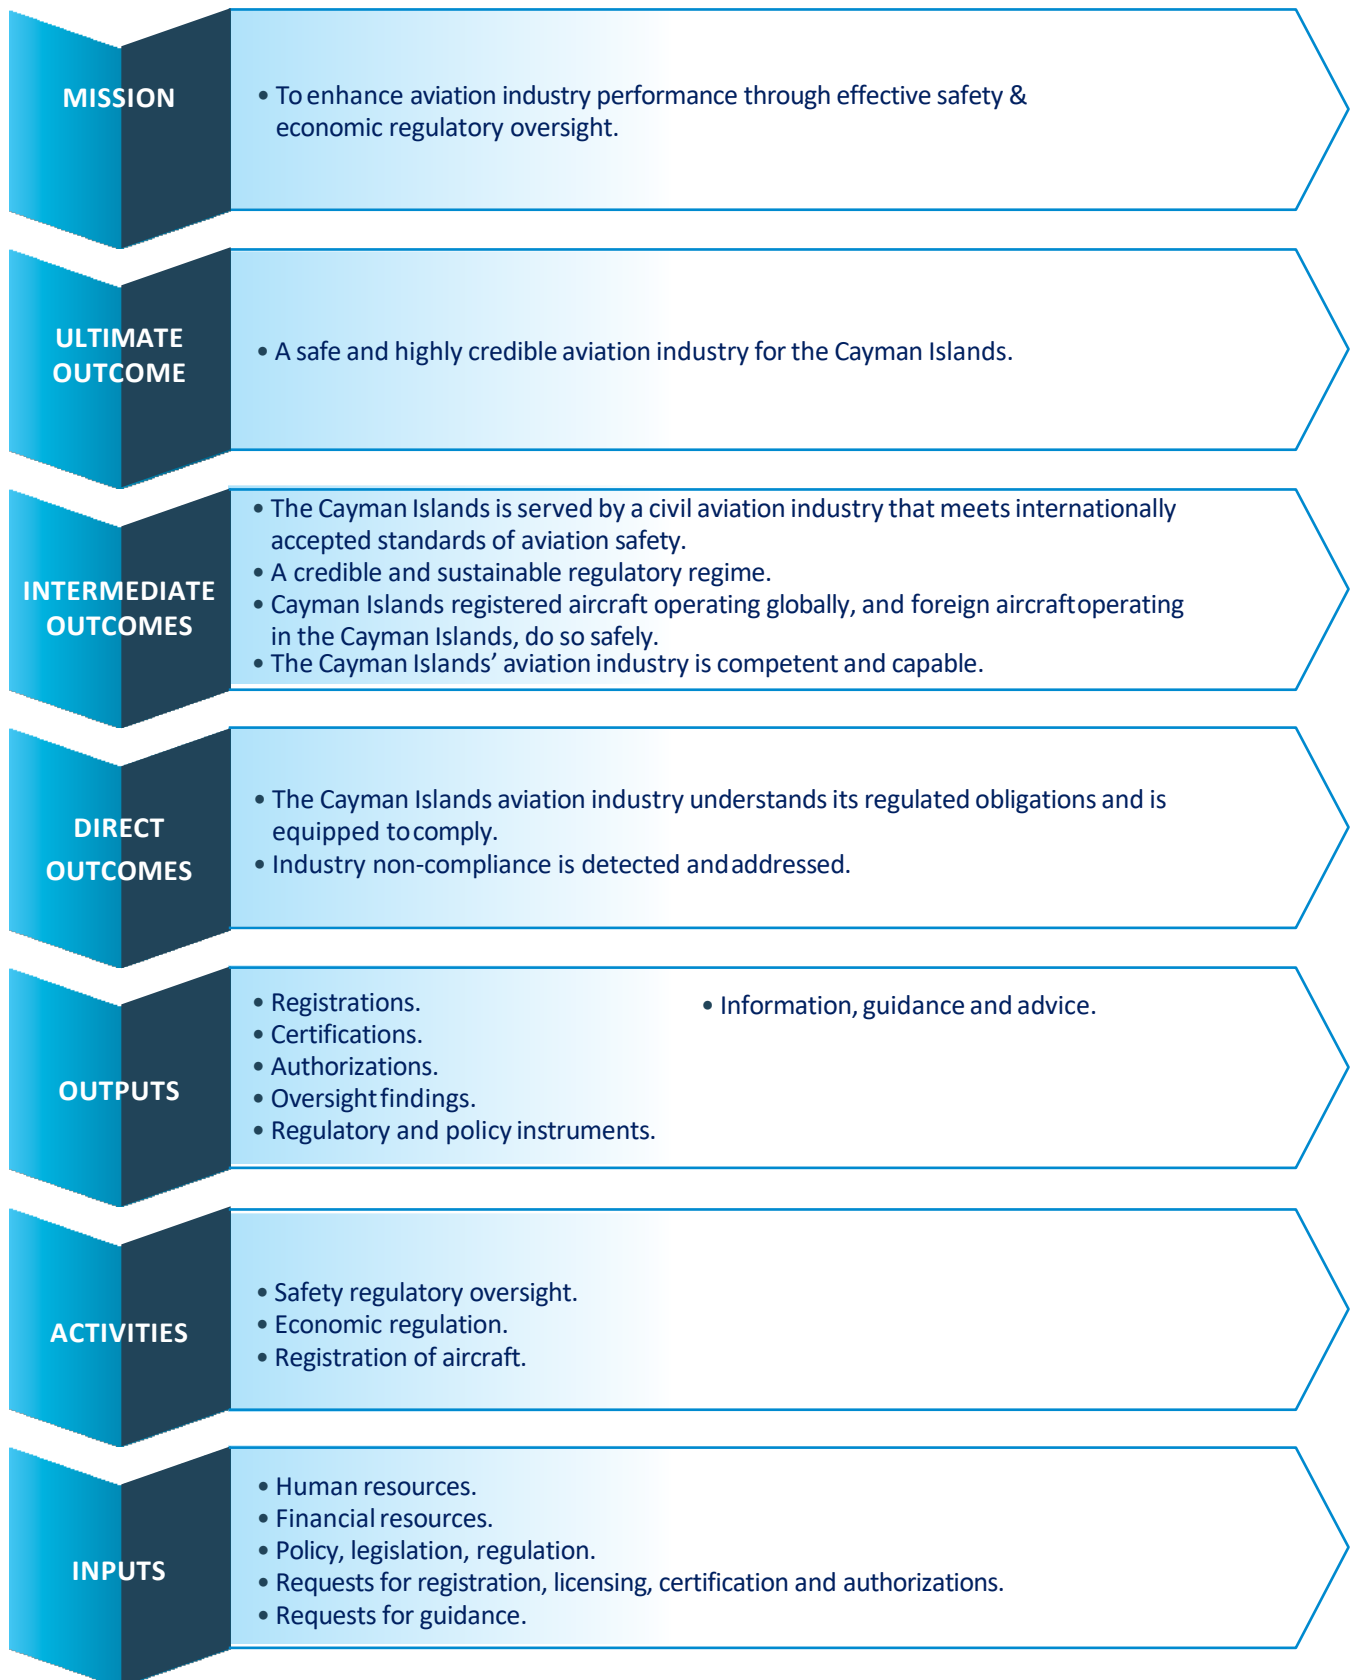 MISSION
• To enhance aviation industry performance through effective safety &
economic regulatory oversight.
ULTIMATE
OUTCOME
• A safe and highly credible aviation industry for the Cayman Islands.
INTERMEDIATE
OUTCOMES
• The Cayman Islands is served by a civil aviation industry that meets internationally
accepted standards of aviation safety.
• A credible and sustainable regulatory regime.
• Cayman Islands registered aircraft operating globally, and foreign aircraft operating
in the Cayman Islands, do so safely.
• The Cayman Islands’ aviation industry is competent and capable.
DIRECT
OUTCOMES
• The Cayman Islands aviation industry understands its regulated obligations and is
equipped to comply.
• Industry non-compliance is detected and addressed.
OUTPUTS
• Registrations.
• Certifications.
• Authorizations.
• Oversight findings.
• Regulatory and policy instruments.
• Information, guidance and advice.
ACTIVITIES
• Safety regulatory oversight.
• Economic regulation.
• Registration of aircraft.
INPUTS
• Human resources.
• Financial resources.
• Policy, legislation, regulation.
• Requests for registration, licensing, certification and authorizations.
• Requests for guidance.